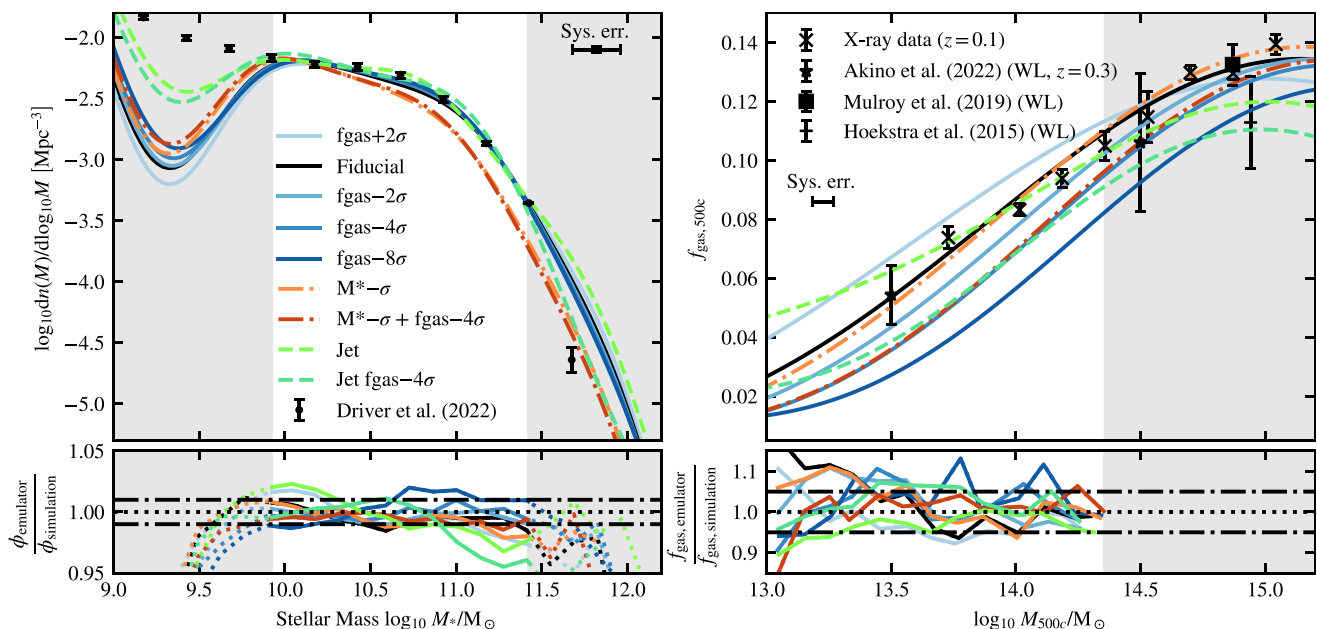 Sys. err.
−2.0
−2.5
−3.0
−3.5
−4.0
−4.5
−5.0
log₁₀dn(M)/dlog₁₀M [Mpc⁻³]
fgas+2σ
Fiducial
fgas−2σ
fgas−4σ
fgas−8σ
M*−σ
M*−σ + fgas−4σ
Jet
Jet fgas−4σ
Driver et al. (2022)
1.05
1.00
0.95
ϕemulator
ϕsimulation
9.0 9.5 10.0 10.5 11.0 11.5 12.0
Stellar Mass log₁₀ M*/M⊙
X-ray data (z=0.1)
Akino et al. (2022) (WL, z=0.3)
Mulroy et al. (2019) (WL)
Hoekstra et al. (2015) (WL)
Sys. err.
0.14
0.12
0.10
0.08
0.06
0.04
0.02
fgas, 500c
1.1
1.0
0.9
fgas, emulator
fgas, simulation
13.0 13.5 14.0 14.5 15.0
log₁₀ M500c/M⊙